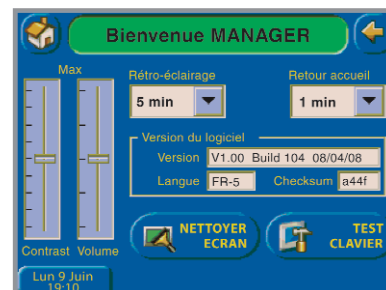 Bienvenue MANAGER
Max
Rétro-éclairage
Retour accueil
5 min
1 min
Version du logiciel
Version V1.00 Build 104 08/04/08
Langue FR-5 Checksum a44f
NETTOYER
ECRAN
TEST
CLAVIER
Contrast Volume
Lun 9 Juin
19:10